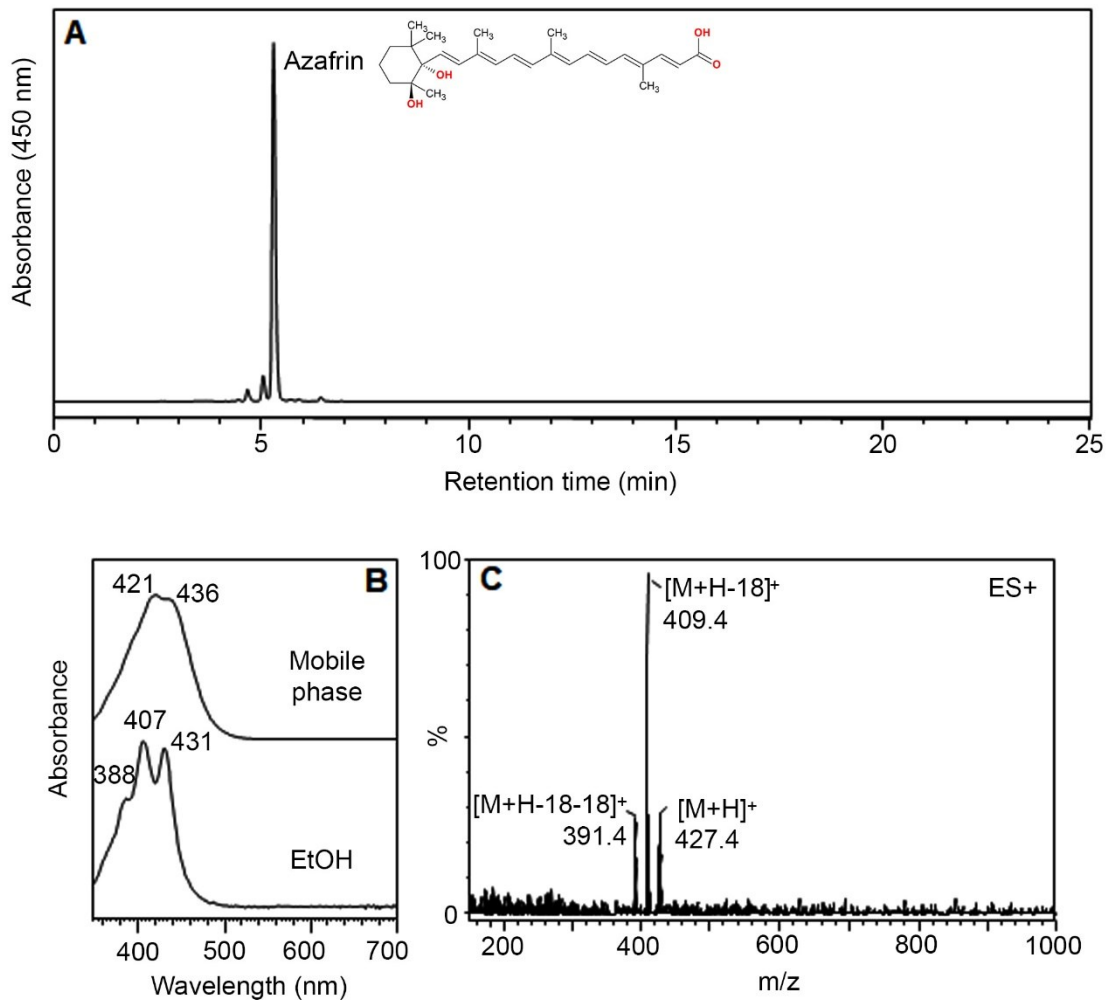 A
Azafrin
H₃C
CH₃
CH₃
CH₃
OH
OH
O
CH₃
CH₃
OH
Absorbance (450 nm)
0 5 10 15 20 25
Retention time (min)
B
421 436
Mobile
phase
407
431
388
EtOH
Absorbance
400 500 600 700
Wavelength (nm)
C
ES+
100
[M+H-18]⁺
409.4
%
[M+H-18-18]⁺
391.4
[M+H]⁺
427.4
0
200 400 600 800 1000
m/z